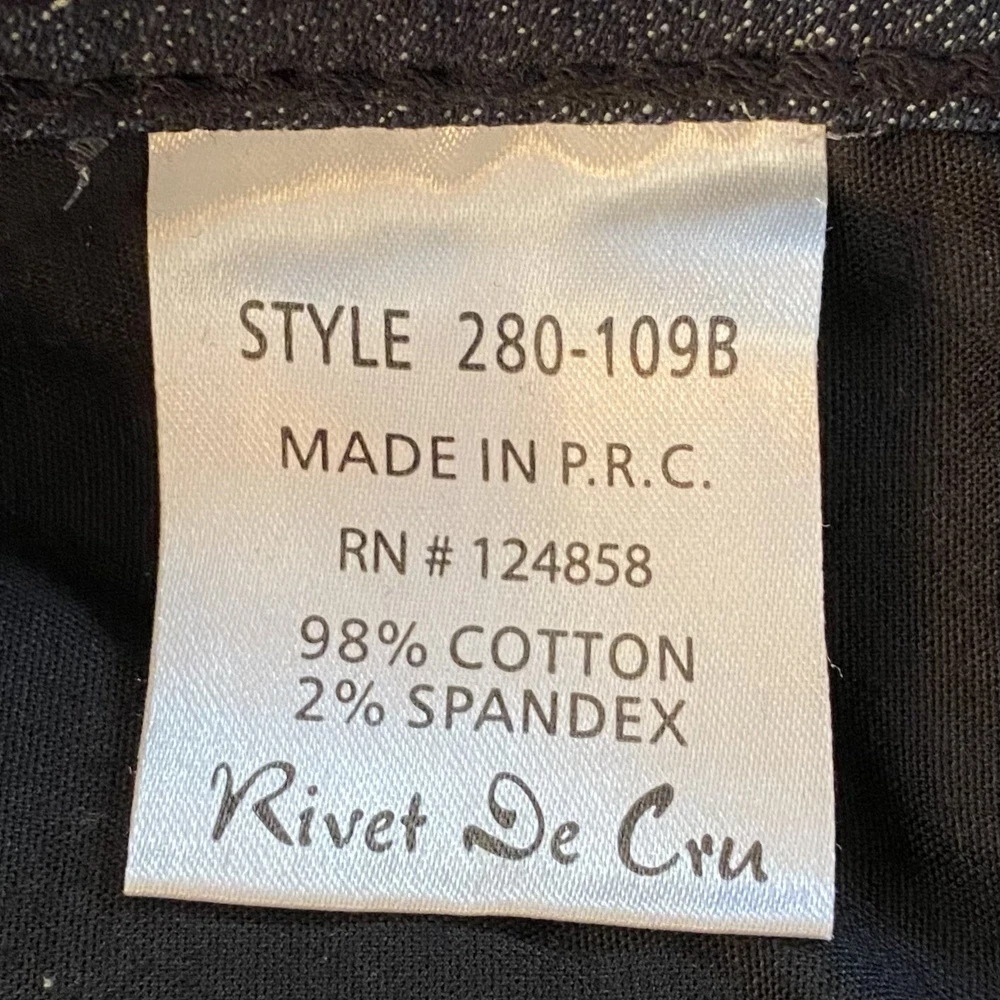 STYLE 280-109B
MADE IN P.R.C.
RN # 124858
98% COTTON
2% SPANDEX
Rivet De Cru